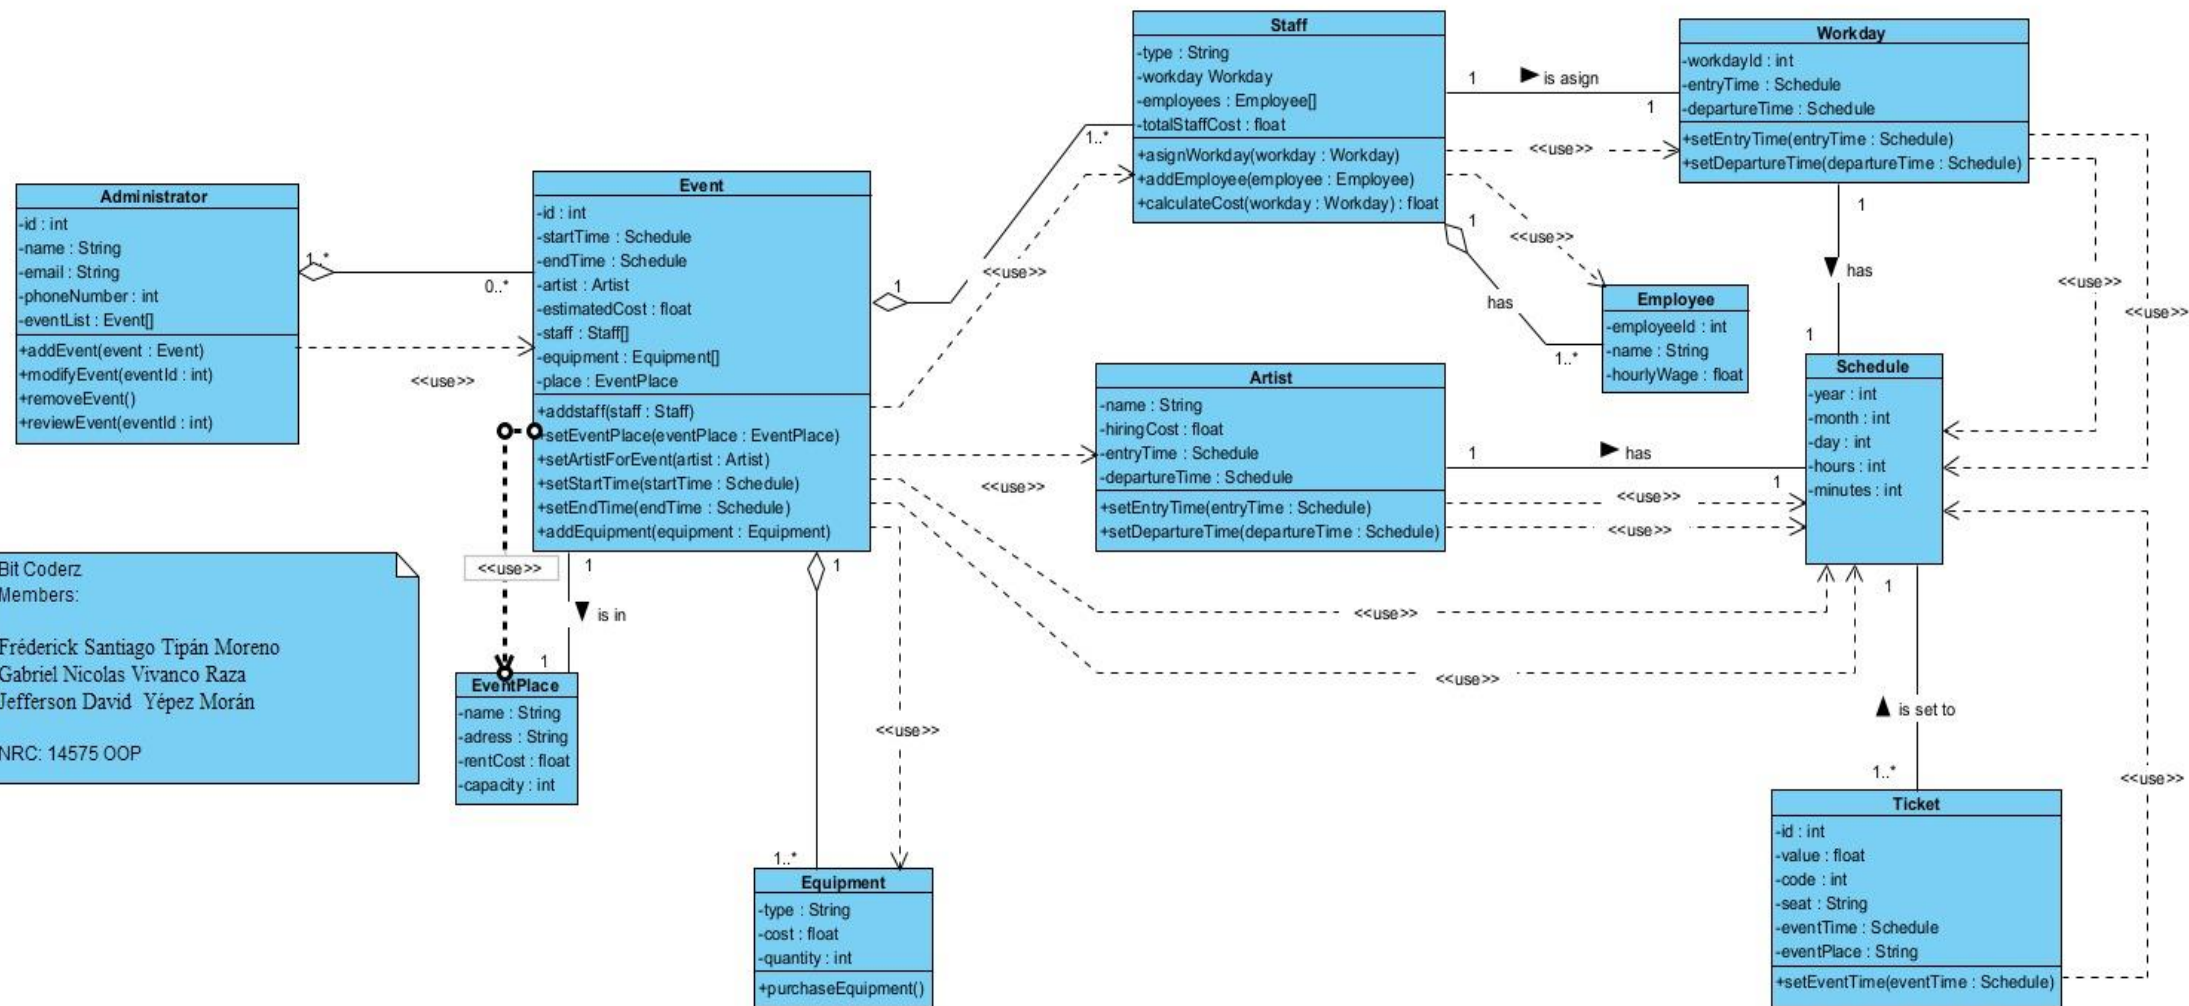 Staff
-type : String
-workday Workday
-employees : Employee[]
-totalStaffCost : float
+asignWorkday(workday : Workday)
+addEmployee(employee : Employee)
+calculateCost(workday : Workday) : float
1
is asign
1
<<use>>
Workday
-workdayId : int
-entryTime : Schedule
-departureTime : Schedule
+setEntryTime(entryTime : Schedule)
+setDepartureTime(departureTime : Schedule)
Administrator
-id : int
-name : String
-email : String
-phoneNumber : int
-eventList : Event[]
+addEvent(event : Event)
+modifyEvent(eventId : int)
+removeEvent()
+reviewEvent(eventId : int)
1..*
0..*
<<use>>
Event
-id : int
-startTime : Schedule
-endTime : Schedule
-artist : Artist
-estimatedCost : float
-staff : Staff[]
-equipment : Equipment[]
-place : EventPlace
+addstaff(staff : Staff)
+setEventPlace(eventPlace : EventPlace)
+setArtistForEvent(artist : Artist)
+setStartTime(startTime : Schedule)
+setEndTime(endTime : Schedule)
+addEquipment(equipment : Equipment)
1..*
1
<<use>>
1
<<use>>
has
1..*
Employee
-employeeId : int
-name : String
-hourlyWage : float
1
has
1
<<use>>
<<use>>
Artist
-name : String
-hiringCost : float
-entryTime : Schedule
-departureTime : Schedule
+setEntryTime(entryTime : Schedule)
+setDepartureTime(departureTime : Schedule)
<<use>>
1
has
1
<<use>>
<<use>>
Schedule
-year : int
-month : int
-day : int
-hours : int
-minutes : int
Bit Coderz
Members:
Fréderick Santiago Tipán Moreno
Gabriel Nicolas Vivanco Raza
Jefferson David Yépez Morán
NRC: 14575 OOP
<<use>>
1
is in
1
EventPlace
-name : String
-adress : String
-rentCost : float
-capacity : int
1
<<use>>
1..*
Equipment
-type : String
-cost : float
-quantity : int
+purchaseEquipment()
<<use>>
<<use>>
1
is set to
1..*
<<use>>
Ticket
-id : int
-value : float
-code : int
-seat : String
-eventTime : Schedule
-eventPlace : String
+setEventTime(eventTime : Schedule)